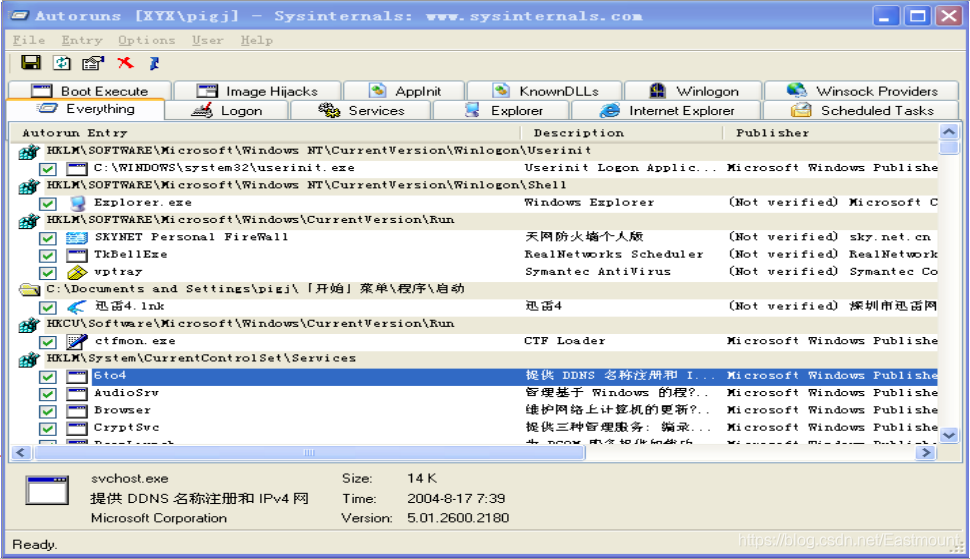 Autoruns [XYX\pigj] - Sysinternals: www.sysinternals.com
File Entry Options User Help
Boot Execute Image Hijacks AppInit KnownDLLs Winlogon Winsock Providers
Everything Logon Services Explorer Internet Explorer Scheduled Tasks
Autorun Entry Description Publisher
HKLM\SOFTWARE\Microsoft\Windows NT\CurrentVersion\Winlogon\Userinit
C:\WINDOWS\system32\userinit.exe Userinit Logon Applic... Microsoft Windows Publishe
HKLM\SOFTWARE\Microsoft\Windows NT\CurrentVersion\Winlogon\Shell
Explorer.exe Windows Explorer (Not verified) Microsoft C
HKLM\SOFTWARE\Microsoft\Windows\CurrentVersion\Run
SKYNET Personal FireWall 天网防火墙个人版 (Not verified) sky.net.cn
TkBellExe RealNetworks Scheduler (Not verified) RealNetwork
vptray Symantec AntiVirus (Not verified) Symantec Co
C:\Documents and Settings\pigj\「开始」菜单\程序\启动
迅雷4.lnk 迅雷4 (Not verified) 深圳市迅雷网
HKCU\Software\Microsoft\Windows\CurrentVersion\Run
ctfmon.exe CTF Loader Microsoft Windows Publishe
HKLM\System\CurrentControlSet\Services
6to4 提供 DDNS 名称注册和 I... Microsoft Windows Publishe
AudioSrv 管理基于 Windows 的程?.. Microsoft Windows Publishe
Browser 维护网络上计算机的更新?.. Microsoft Windows Publishe
CryptSvc 提供三种管理服务: 编录... Microsoft Windows Publishe
svchost.exe Size: 14 K
提供 DDNS 名称注册和 IPv4 网 Time: 2004-8-17 7:39
Microsoft Corporation Version: 5.01.2600.2180
Ready.
https://blog.csdn.net/Eastmount